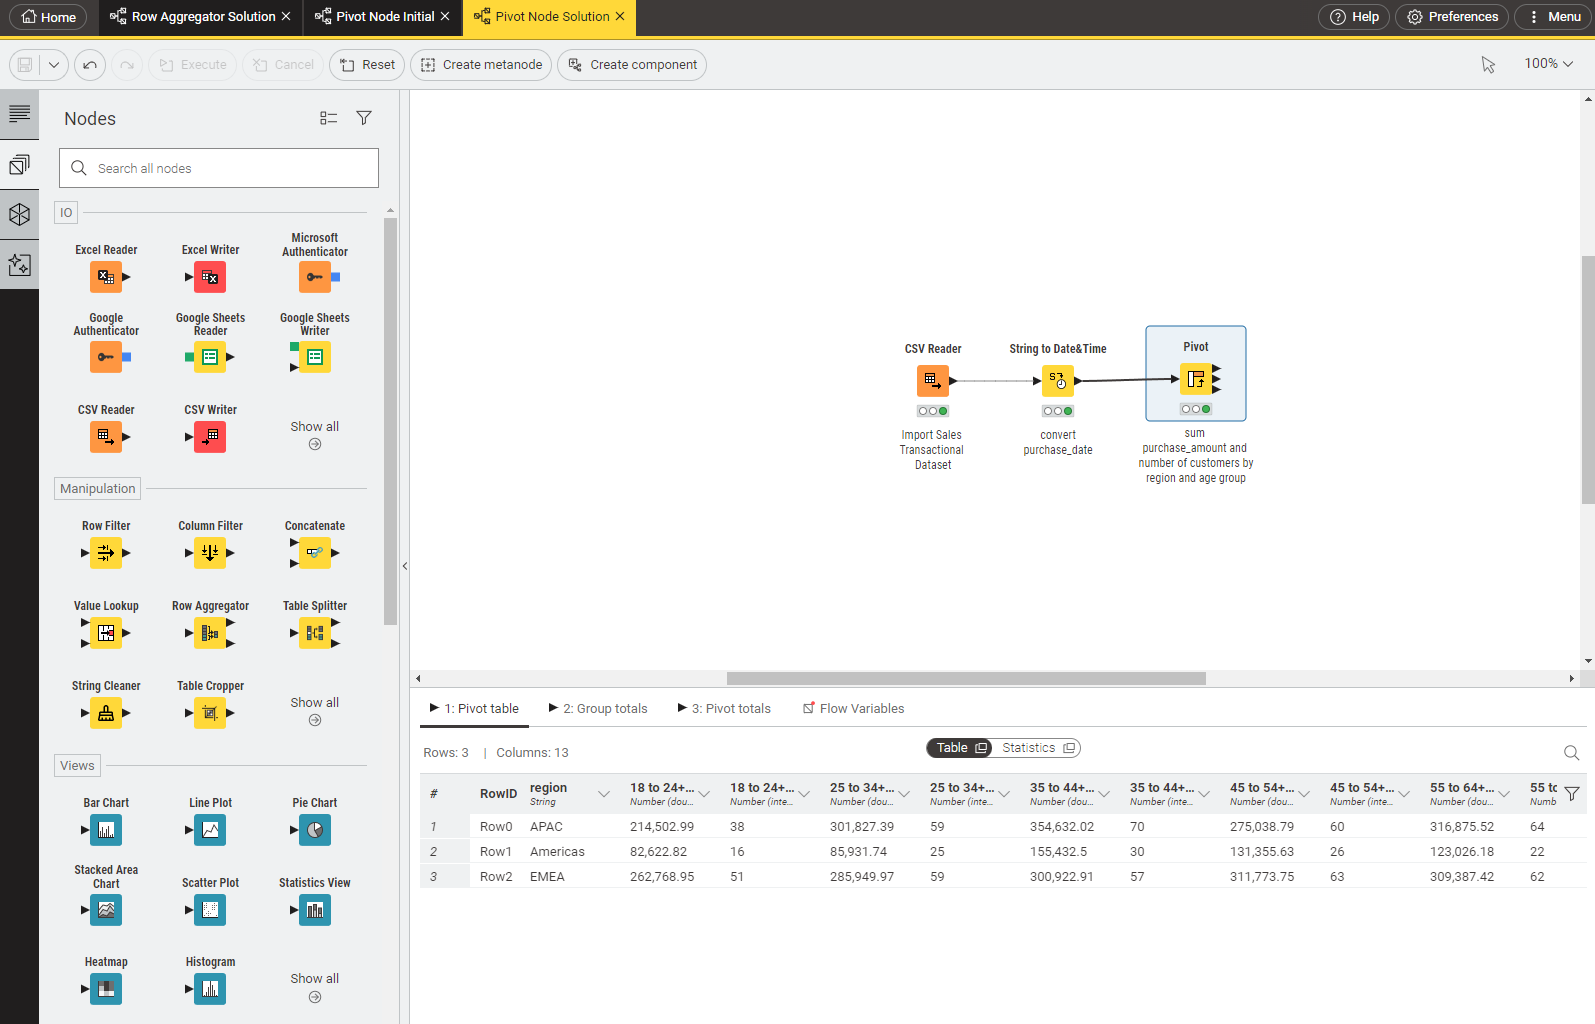 Home
Row Aggregator Solution
Pivot Node Initial
Pivot Node Solution
Help
Preferences
Menu
Execute
Cancel
Reset
Create metanode
Create component
100%
Nodes
Search all nodes
IO
Excel Reader
Excel Writer
Microsoft
Authenticator
Google
Authenticator
Google Sheets
Reader
Google Sheets
Writer
CSV Reader
CSV Writer
Show all
Manipulation
Row Filter
Column Filter
Concatenate
Value Lookup
Row Aggregator
Table Splitter
String Cleaner
Table Cropper
Show all
Views
Bar Chart
Line Plot
Pie Chart
Stacked Area
Chart
Scatter Plot
Statistics View
Heatmap
Histogram
Show all
CSV Reader
Import Sales
Transactional
Dataset
String to Date&Time
convert
purchase_date
Pivot
sum
purchase_amount and
number of customers by
region and age group
1: Pivot table
2: Group totals
3: Pivot totals
Flow Variables
Rows: 3 | Columns: 13
Table
Statistics
# RowID region 18 to 24+... 18 to 24+... 25 to 34+... 25 to 34+... 35 to 44+... 35 to 44+... 45 to 54+... 45 to 54+... 55 to 64+... 55 to
String Number (dou... Number (inte... Number (dou... Number (inte... Number (dou... Number (inte... Number (dou... Number (inte... Number (dou... Numb
1 Row0 APAC 214,502.99 38 301,827.39 59 354,632.02 70 275,038.79 60 316,875.52 64
2 Row1 Americas 82,622.82 16 85,931.74 25 155,432.5 30 131,355.63 26 123,026.18 22
3 Row2 EMEA 262,768.95 51 285,949.97 59 300,922.91 57 311,773.75 63 309,387.42 62